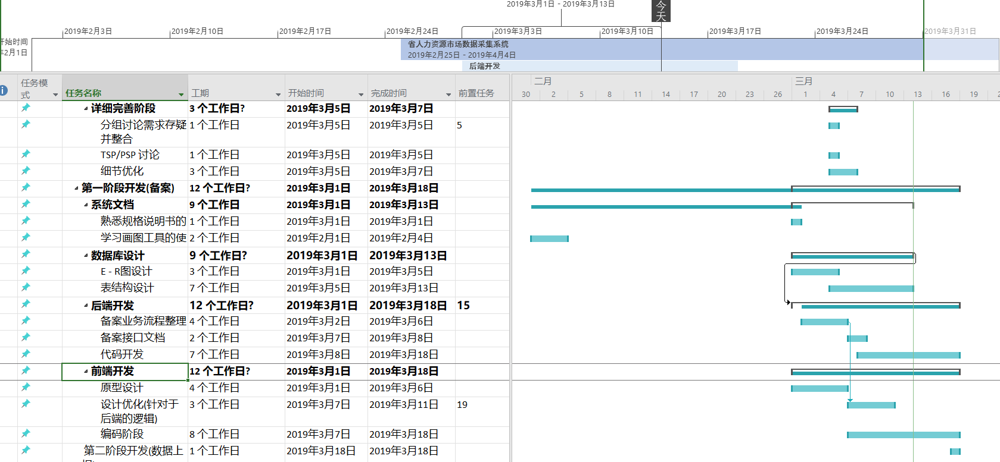 2019年3月1日 - 2019年3月13日
今天
2019年2月3日 2019年2月10日 2019年2月17日 2019年2月24日 2019年3月3日 2019年3月10日 2019年3月17日 2019年3月24日 2019年3月31日
开始时间
年2月1日
省人力资源市场数据采集系统
2019年2月25日 - 2019年4月4日
后端开发
任务模式 任务名称 工期 开始时间 完成时间 前置任务
二月 三月
30 2 5 8 11 14 17 20 23 26 1 4 7 10 13 16 19
详细完善阶段 3 个工作日? 2019年3月5日 2019年3月7日
分组讨论需求存疑并整合 1 个工作日 2019年3月5日 2019年3月5日 5
TSP/PSP 讨论 1 个工作日 2019年3月5日 2019年3月5日
细节优化 3 个工作日 2019年3月5日 2019年3月7日
第一阶段开发(备案) 12 个工作日? 2019年3月1日 2019年3月18日
系统文档 9 个工作日? 2019年3月1日 2019年3月13日
熟悉规格说明书的 1 个工作日 2019年3月1日 2019年3月1日
学习画图工具的使 2 个工作日 2019年2月1日 2019年2月4日
数据库设计 9 个工作日? 2019年3月1日 2019年3月13日
E - R图设计 3 个工作日 2019年3月1日 2019年3月5日
表结构设计 7 个工作日 2019年3月5日 2019年3月13日
后端开发 12 个工作日? 2019年3月1日 2019年3月18日 15
备案业务流程整理 4 个工作日 2019年3月2日 2019年3月6日
备案接口文档 2 个工作日 2019年3月7日 2019年3月8日
代码开发 7 个工作日 2019年3月8日 2019年3月18日
前端开发 12 个工作日? 2019年3月1日 2019年3月18日
原型设计 4 个工作日 2019年3月1日 2019年3月6日
设计优化(针对于后端的逻辑) 3 个工作日 2019年3月7日 2019年3月11日 19
编码阶段 8 个工作日 2019年3月7日 2019年3月18日
第二阶段开发(数据上 1 个工作日 2019年3月18日 2019年3月18日